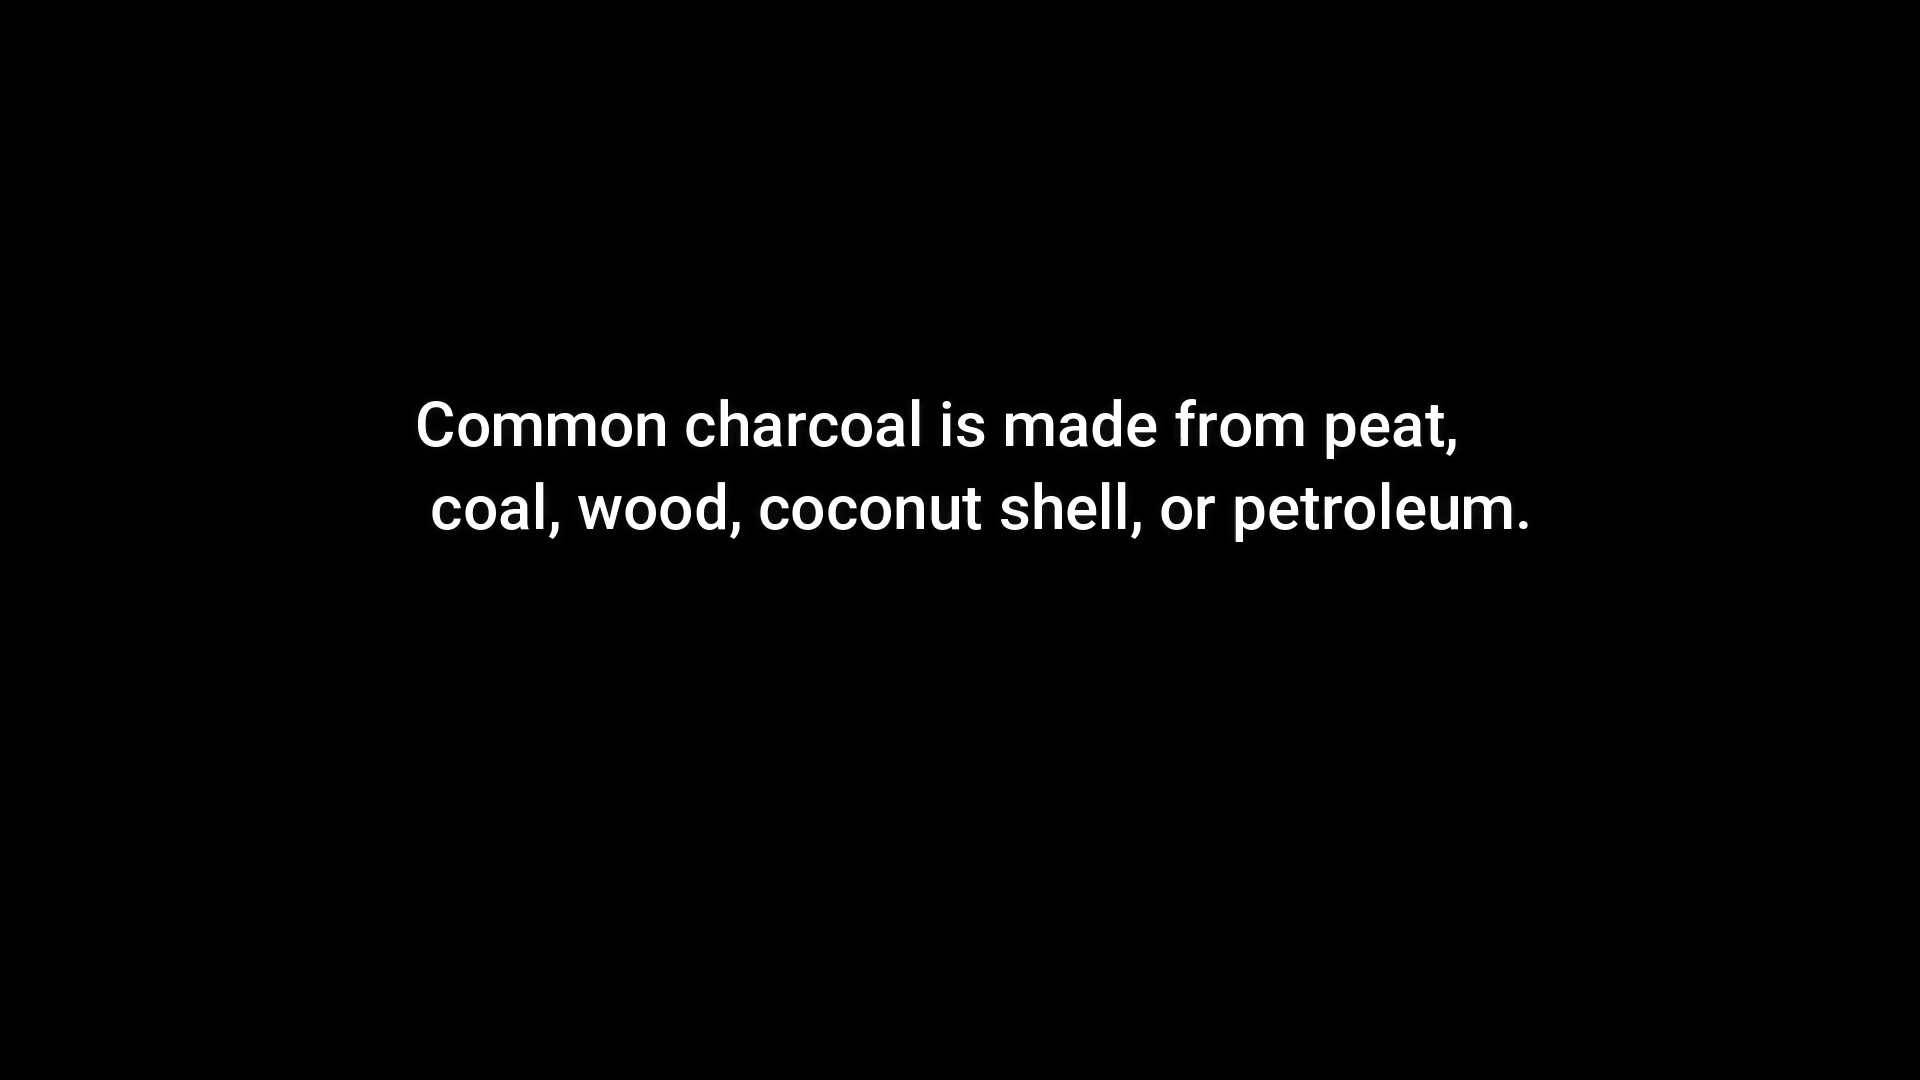 Common charcoal is made from peat,
coal, wood, coconut shell, or petroleum.